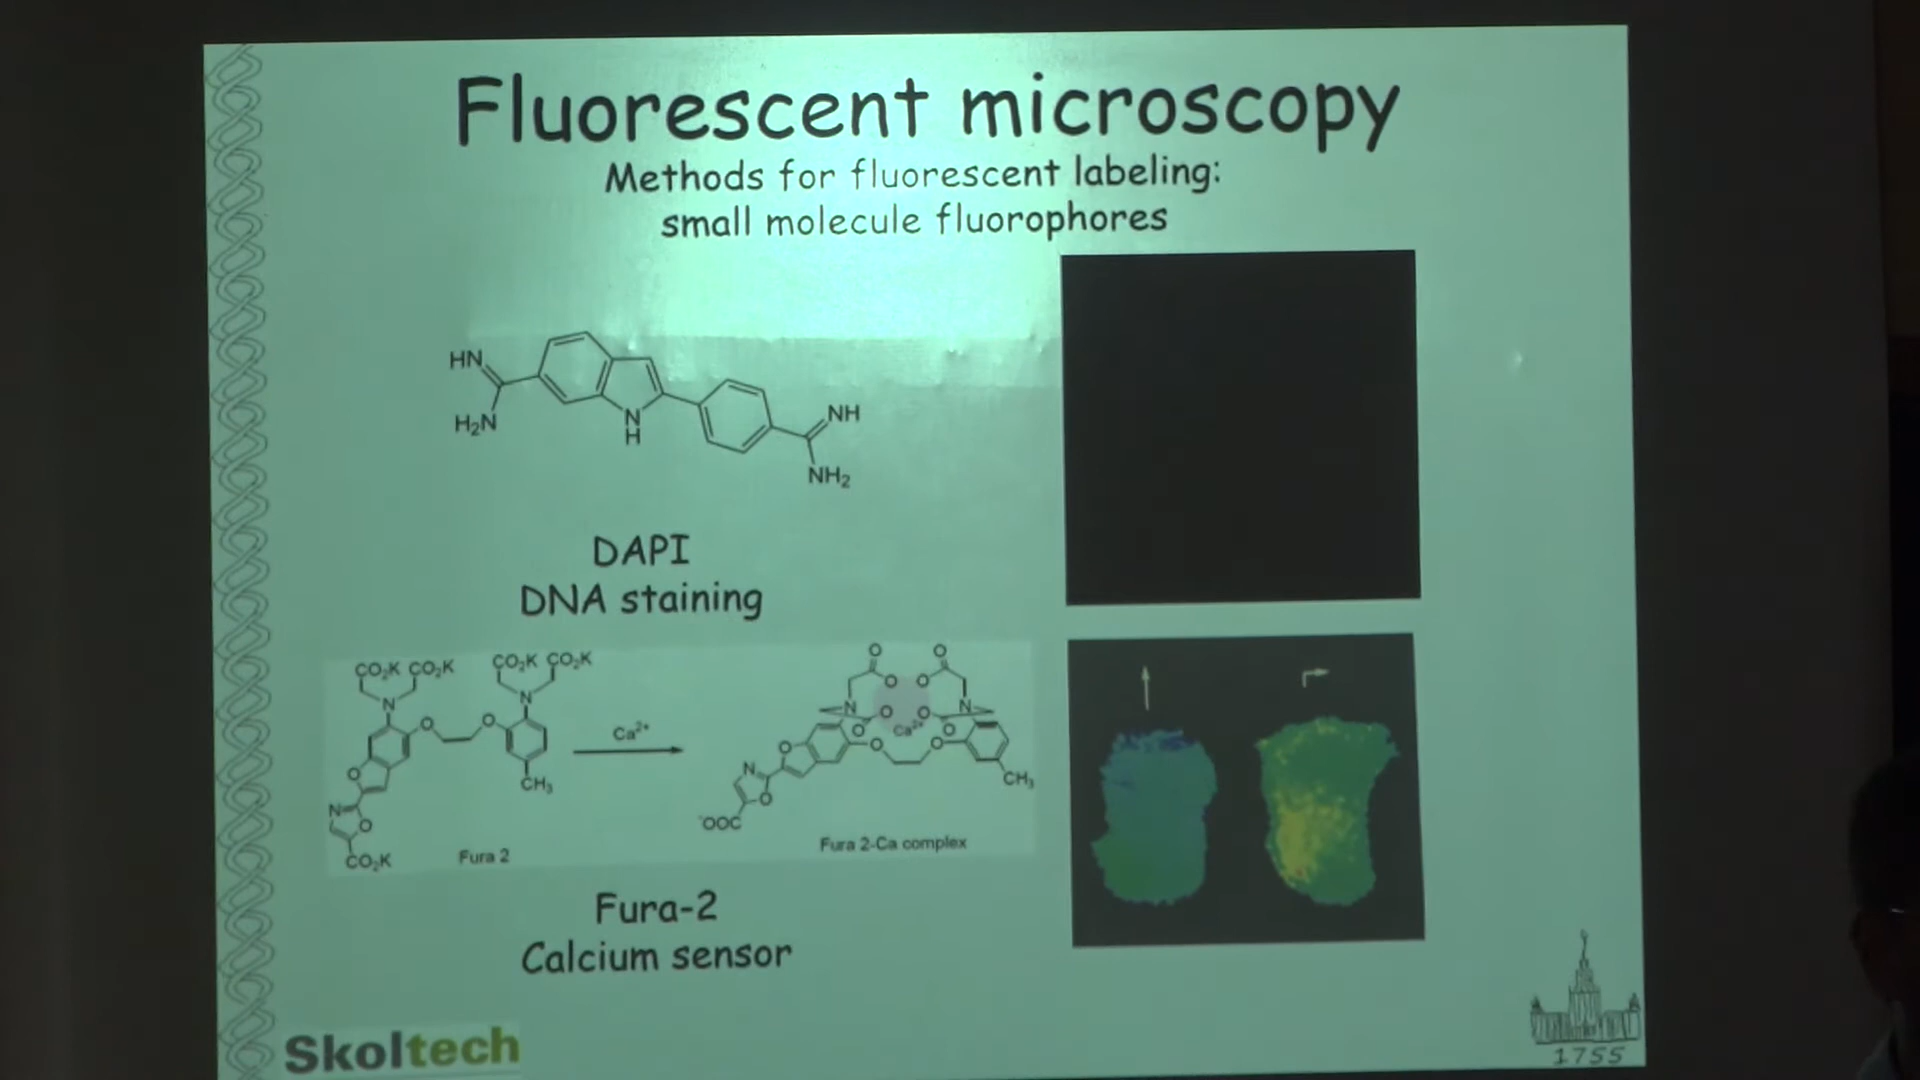 Fluorescent microscopy
Methods for fluorescent labeling:
small molecule fluorophores
HN
H₂N
N
H
NH
NH₂
DAPI
DNA staining
CO₂K CO₂K
CO₂K CO₂K
N
N
O
O
O
N
O
CO₂K
CH₃
Fura 2
Ca²⁺
O
O
O
O
N
N
O
O
O
O
Ca²⁺
O
O
O
N
O
⁻OOC
CH₃
Fura 2-Ca complex
Fura-2
Calcium sensor
Skoltech
1755